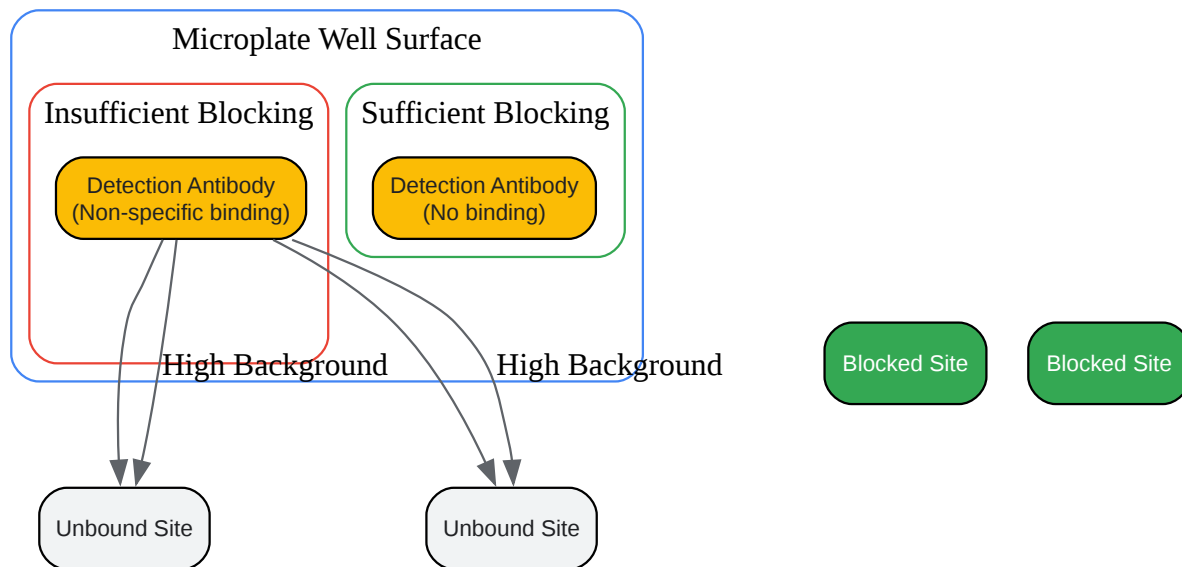 Microplate Well Surface
Insufficient Blocking
Sufficient Blocking
Detection Antibody
(Non-specific binding)
Detection Antibody
(No binding)
High Background
High Background
Blocked Site
Blocked Site
Unbound Site
Unbound Site